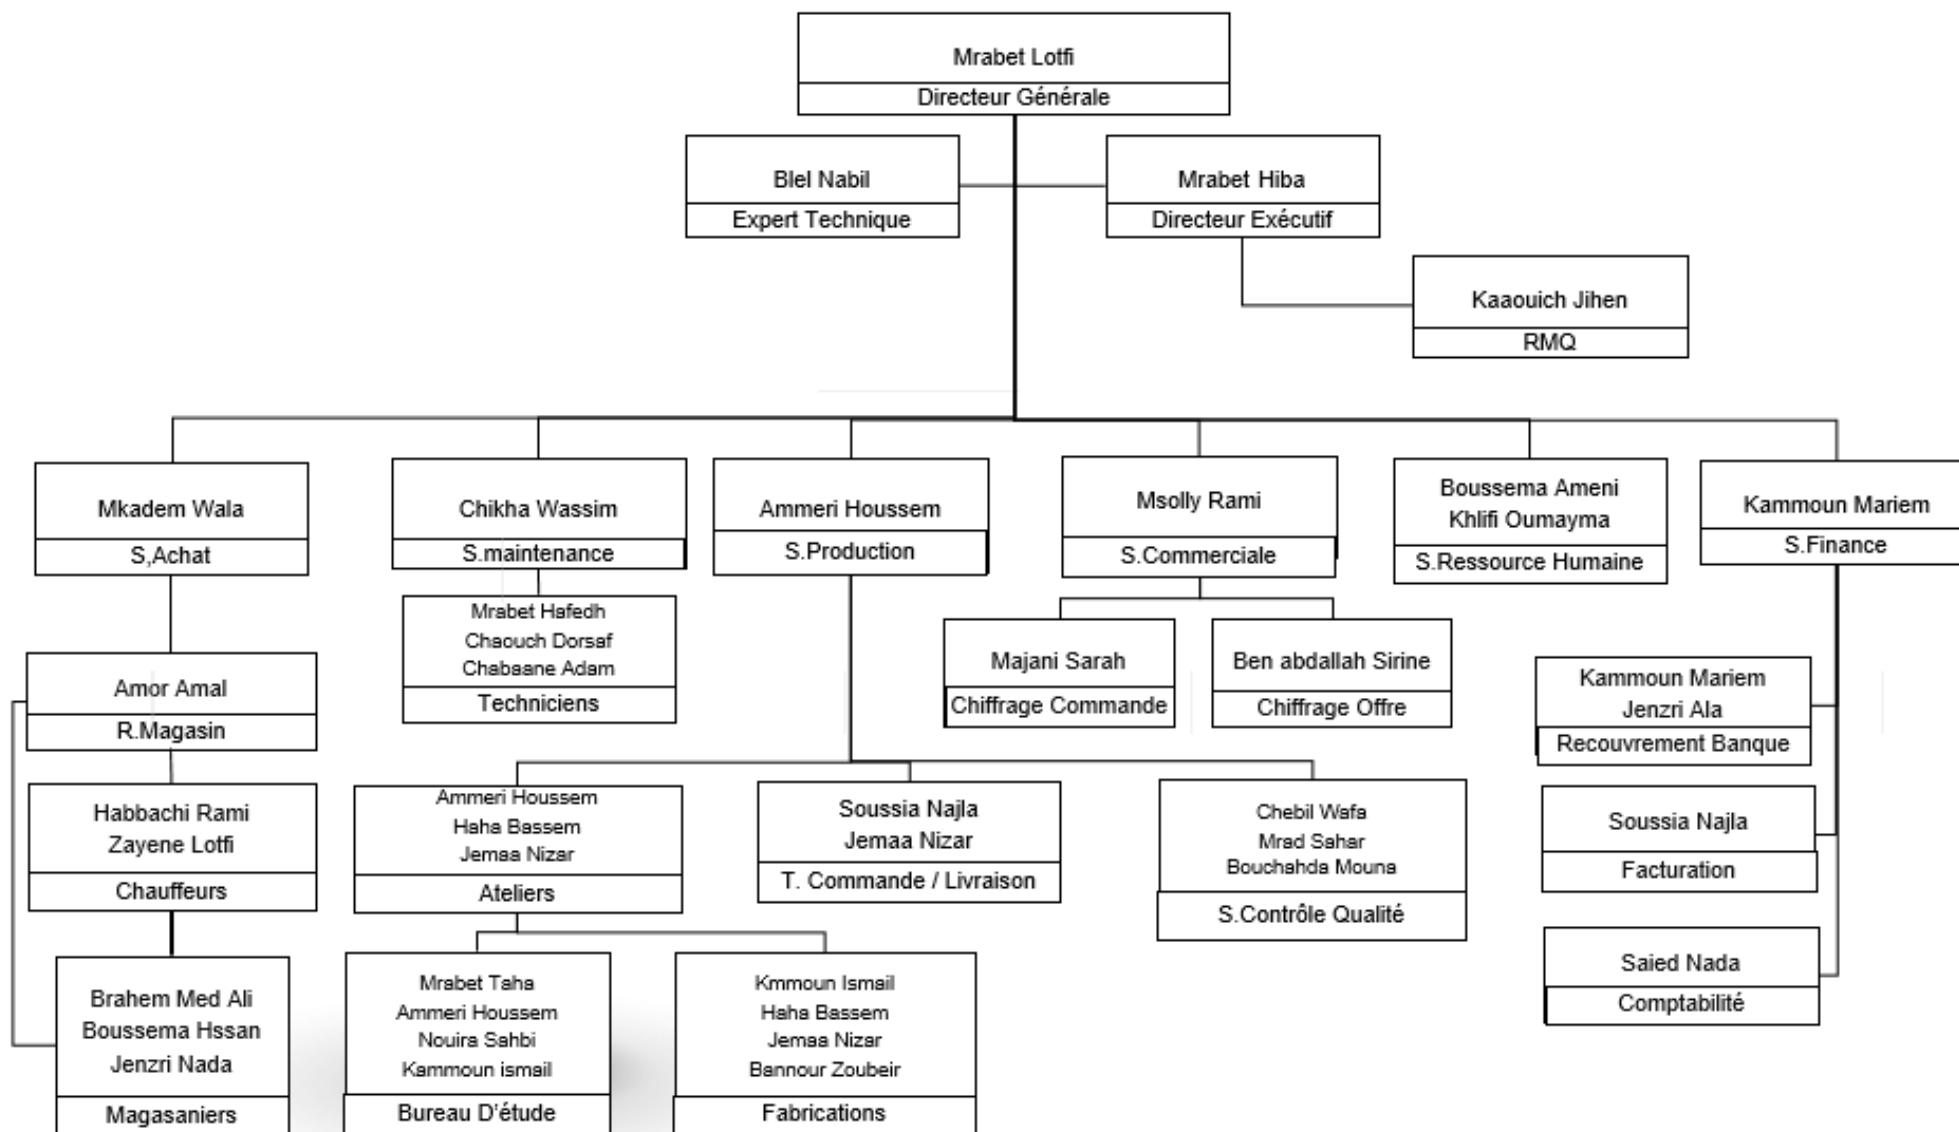 Mrabet Lotfi
Directeur Générale
Blel Nabil
Expert Technique
Mrabet Hiba
Directeur Exécutif
Kaaouich Jihen
RMQ
Mkadem Wala
S,Achat
Chikha Wassim
S.maintenance
Ammeri Houssem
S.Production
Msolly Rami
S.Commerciale
Boussema Ameni
Khlifi Oumayma
S.Ressource Humaine
Kammoun Mariem
S.Finance
Mrabet Hafedh
Chaouch Dorsaf
Chabaane Adam
Techniciens
Majani Sarah
Chiffrage Commande
Ben abdallah Sirine
Chiffrage Offre
Amor Amal
R.Magasin
Kammoun Mariem
Jenzri Ala
Recouvrement Banque
Habbachi Rami
Zayene Lotfi
Chauffeurs
Ammeri Houssem
Haha Bassem
Jemaa Nizar
Ateliers
Soussia Najla
Jemaa Nizar
T. Commande / Livraison
Chebil Wafa
Mrad Sahar
Bouchahda Mouna
S.Contrôle Qualité
Soussia Najla
Facturation
Brahem Med Ali
Boussema Hssan
Jenzri Nada
Magasaniers
Mrabet Taha
Ammeri Houssem
Nouira Sahbi
Kammoun ismail
Bureau D'étude
Kmmoun Ismail
Haha Bassem
Jemaa Nizar
Bannour Zoubeir
Fabrications
Saied Nada
Comptabilité